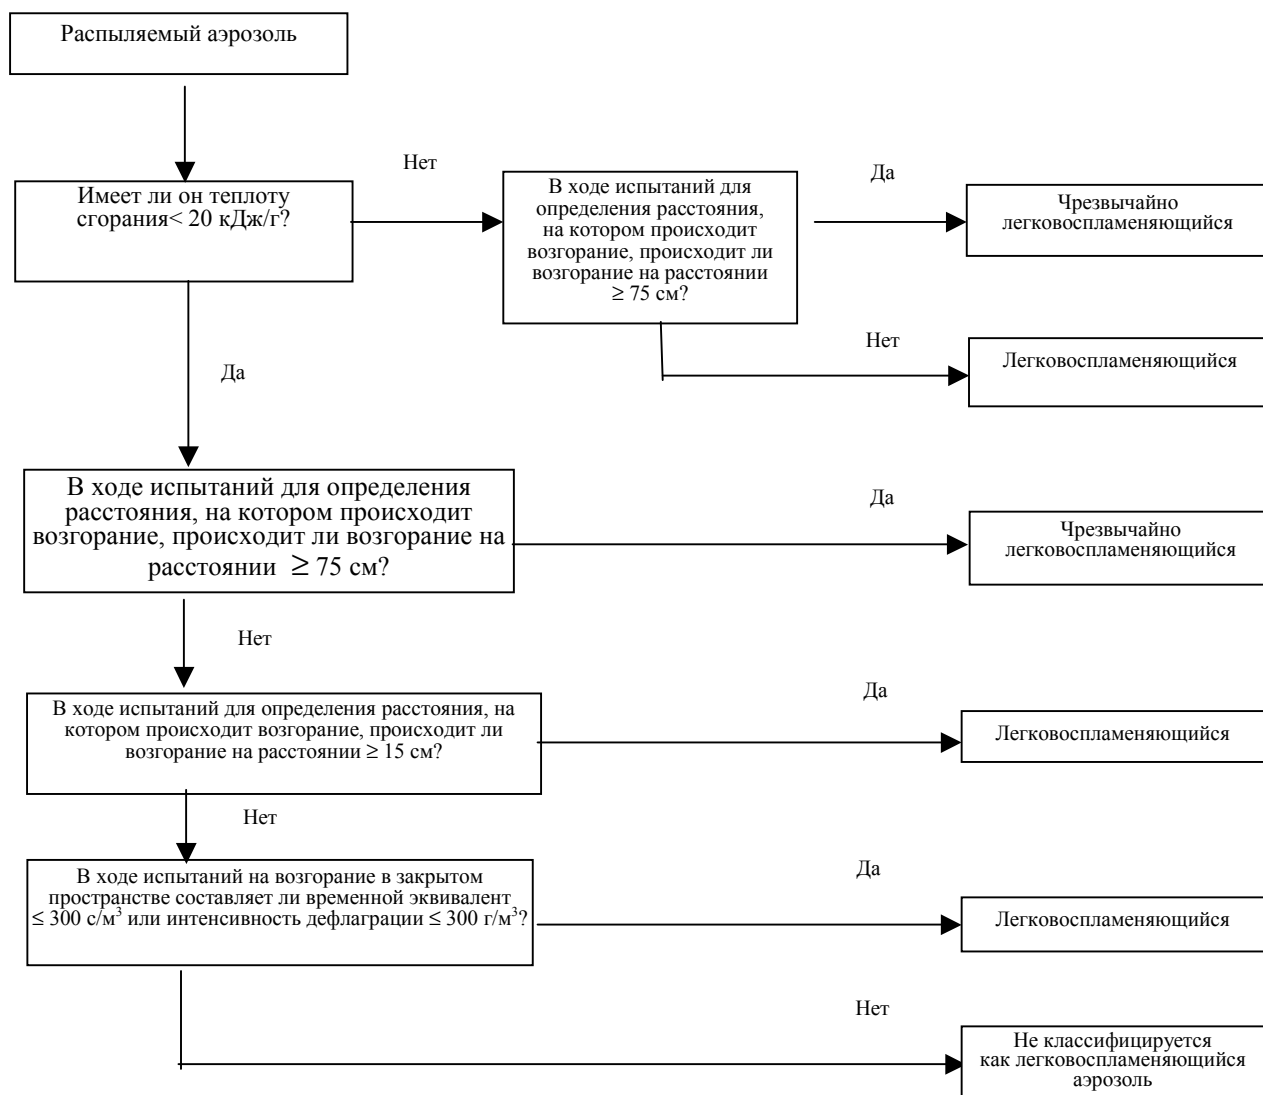 Распыляемый аэрозоль
Нет
Да
Имеет ли он теплоту
сгорания< 20 кДж/г?
В ходе испытаний для
определения расстояния,
на котором происходит
возгорание, происходит ли
возгорание на расстоянии
≥ 75 см?
Чрезвычайно
легковоспламеняющийся
Нет
Легковоспламеняющийся
Да
В ходе испытаний для определения
расстояния, на котором происходит
возгорание, происходит ли возгорание на
расстоянии ≥ 75 см?
Да
Чрезвычайно
легковоспламеняющийся
Нет
В ходе испытаний для определения расстояния, на
котором происходит возгорание, происходит ли
возгорание на расстоянии ≥ 15 см?
Да
Легковоспламеняющийся
Нет
В ходе испытаний на возгорание в закрытом
пространстве составляет ли временной эквивалент
≤ 300 с/м³ или интенсивность дефлаграции ≤ 300 г/м³?
Да
Легковоспламеняющийся
Нет
Не классифицируется
как легковоспламеняющийся
аэрозоль